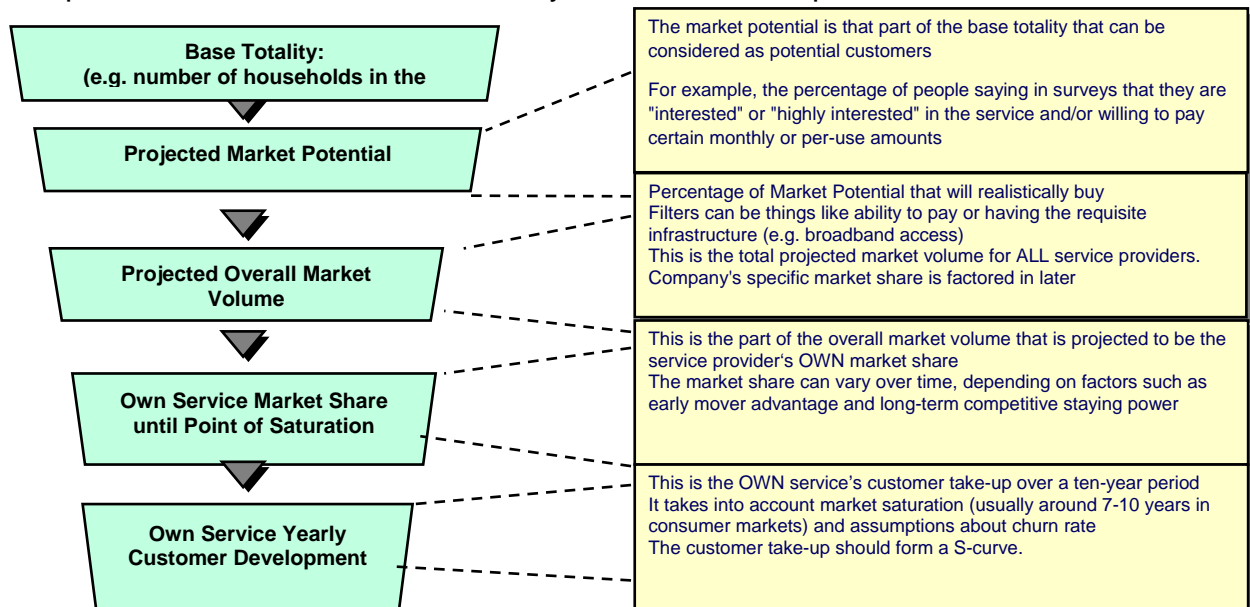 Base Totality:
(e.g. number of households in the
Projected Market Potential
Projected Overall Market
Volume
Own Service Market Share
until Point of Saturation
Own Service Yearly
Customer Development
The market potential is that part of the base totality that can be
considered as potential customers
For example, the percentage of people saying in surveys that they are
"interested" or "highly interested" in the service and/or willing to pay
certain monthly or per-use amounts
Percentage of Market Potential that will realistically buy
Filters can be things like ability to pay or having the requisite
infrastructure (e.g. broadband access)
This is the total projected market volume for ALL service providers.
Company's specific market share is factored in later
This is the part of the overall market volume that is projected to be the
service provider‘s OWN market share
The market share can vary over time, depending on factors such as
early mover advantage and long-term competitive staying power
This is the OWN service’s customer take-up over a ten-year period
It takes into account market saturation (usually around 7-10 years in
consumer markets) and assumptions about churn rate
The customer take-up should form a S-curve.